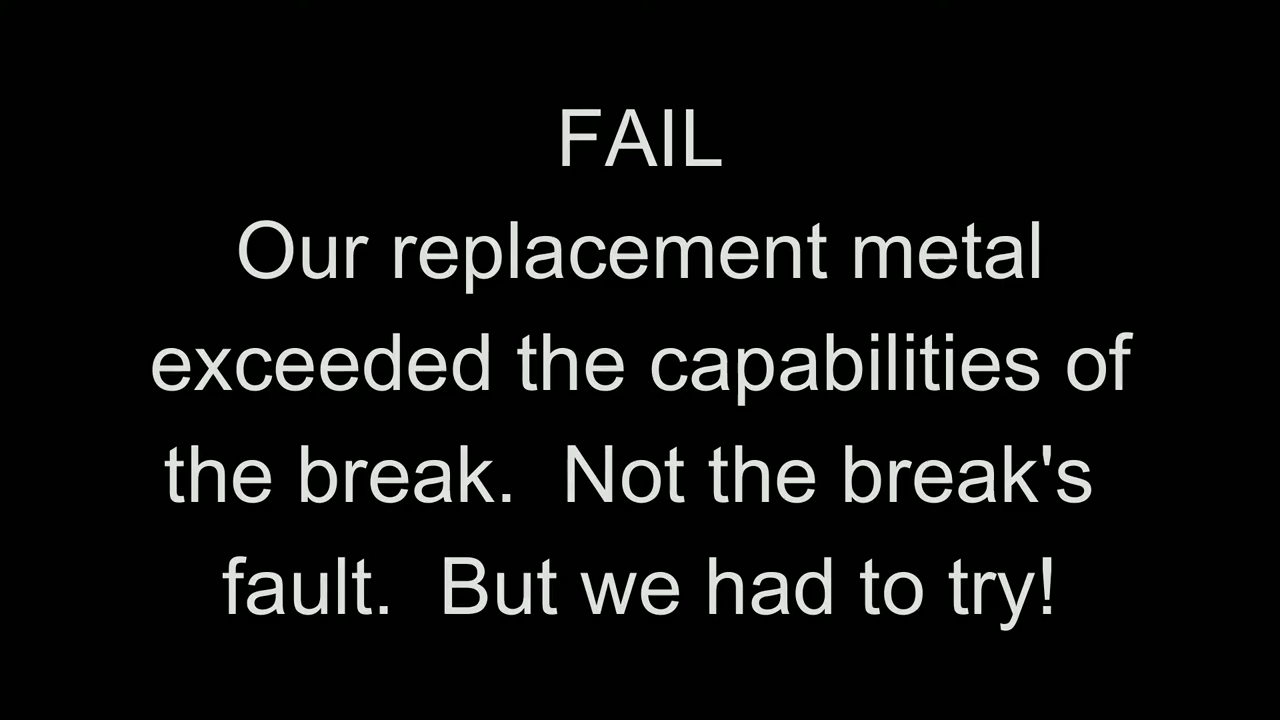 FAIL
Our replacement metal
exceeded the capabilities of
the break.  Not the break's
fault.  But we had to try!